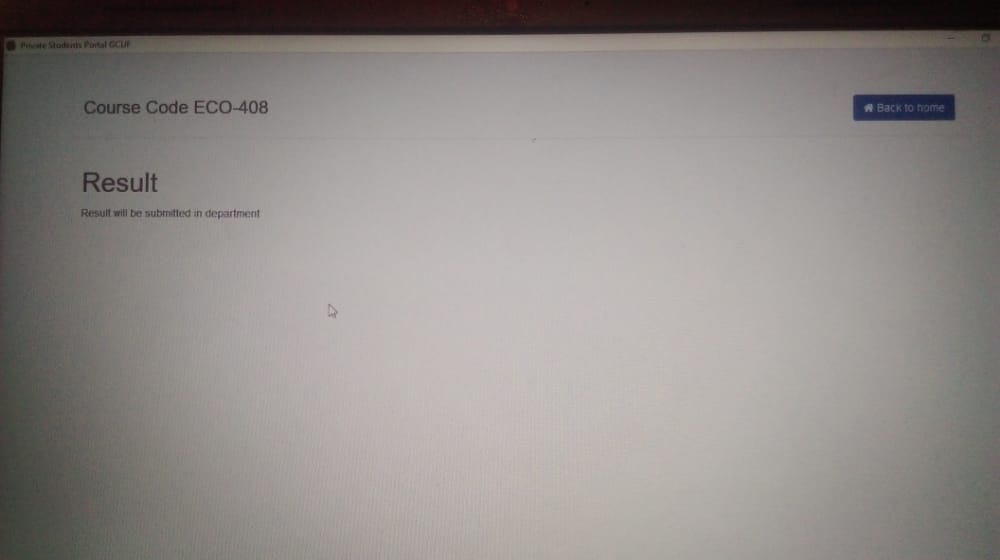 Private Students Portal GCUF
Course Code ECO-408
Back to home
Result
Result will be submitted in department